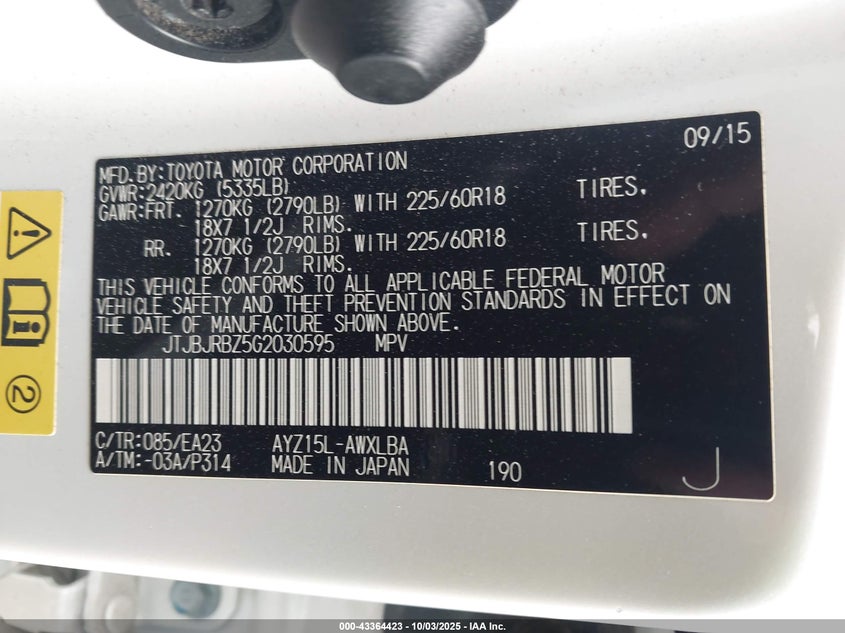 09/15
MFD. BY: TOYOTA MOTOR CORPORATION
GVWR: 2420KG (5335LB)
GAWR: FRT. 1270KG (2790LB) WITH 225/60R18 TIRES,
18X7 1/2J RIMS.
RR. 1270KG (2790LB) WITH 225/60R18 TIRES,
18X7 1/2J RIMS.
THIS VEHICLE CONFORMS TO ALL APPLICABLE FEDERAL MOTOR
VEHICLE SAFETY AND THEFT PREVENTION STANDARDS IN EFFECT ON
THE DATE OF MANUFACTURE SHOWN ABOVE.
JTJBJRBZ5G2030595 MPV
C/TR: 085/EA23 AYZ15L-AWXLBA
A/TM: -03A/P314 MADE IN JAPAN 190 J
2
000-43364423 - 10/03/2025 - IAA Inc.